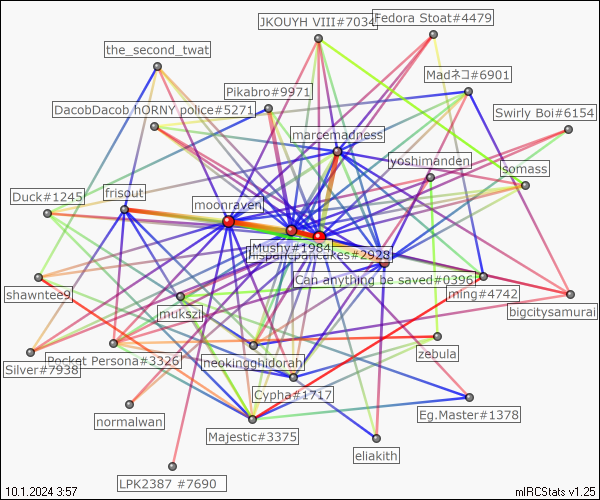 JKOUYH VIII#7034
Fedora Stoat#4479
the_second_twat
Madネコ#6901
Pikabro#9971
DacobDacob hORNY police#5271
Swirly Boi#6154
marcemadness
yoshimanden
somass
Duck#1245
frisout
moonraven
Mushy#1984
hispanicpancakes#2928
Can anything be saved#0396
shawntee9
ming#4742
mukszi
bigcitysamurai
Pocket Persona#3326
neokingghidorah
zebula
Silver#7938
Cypha#1717
normalwan
Eg.Master#1378
Majestic#3375
eliakith
LPK2387 #7690
10.1.2024 3:57
mIRCStats v1.25